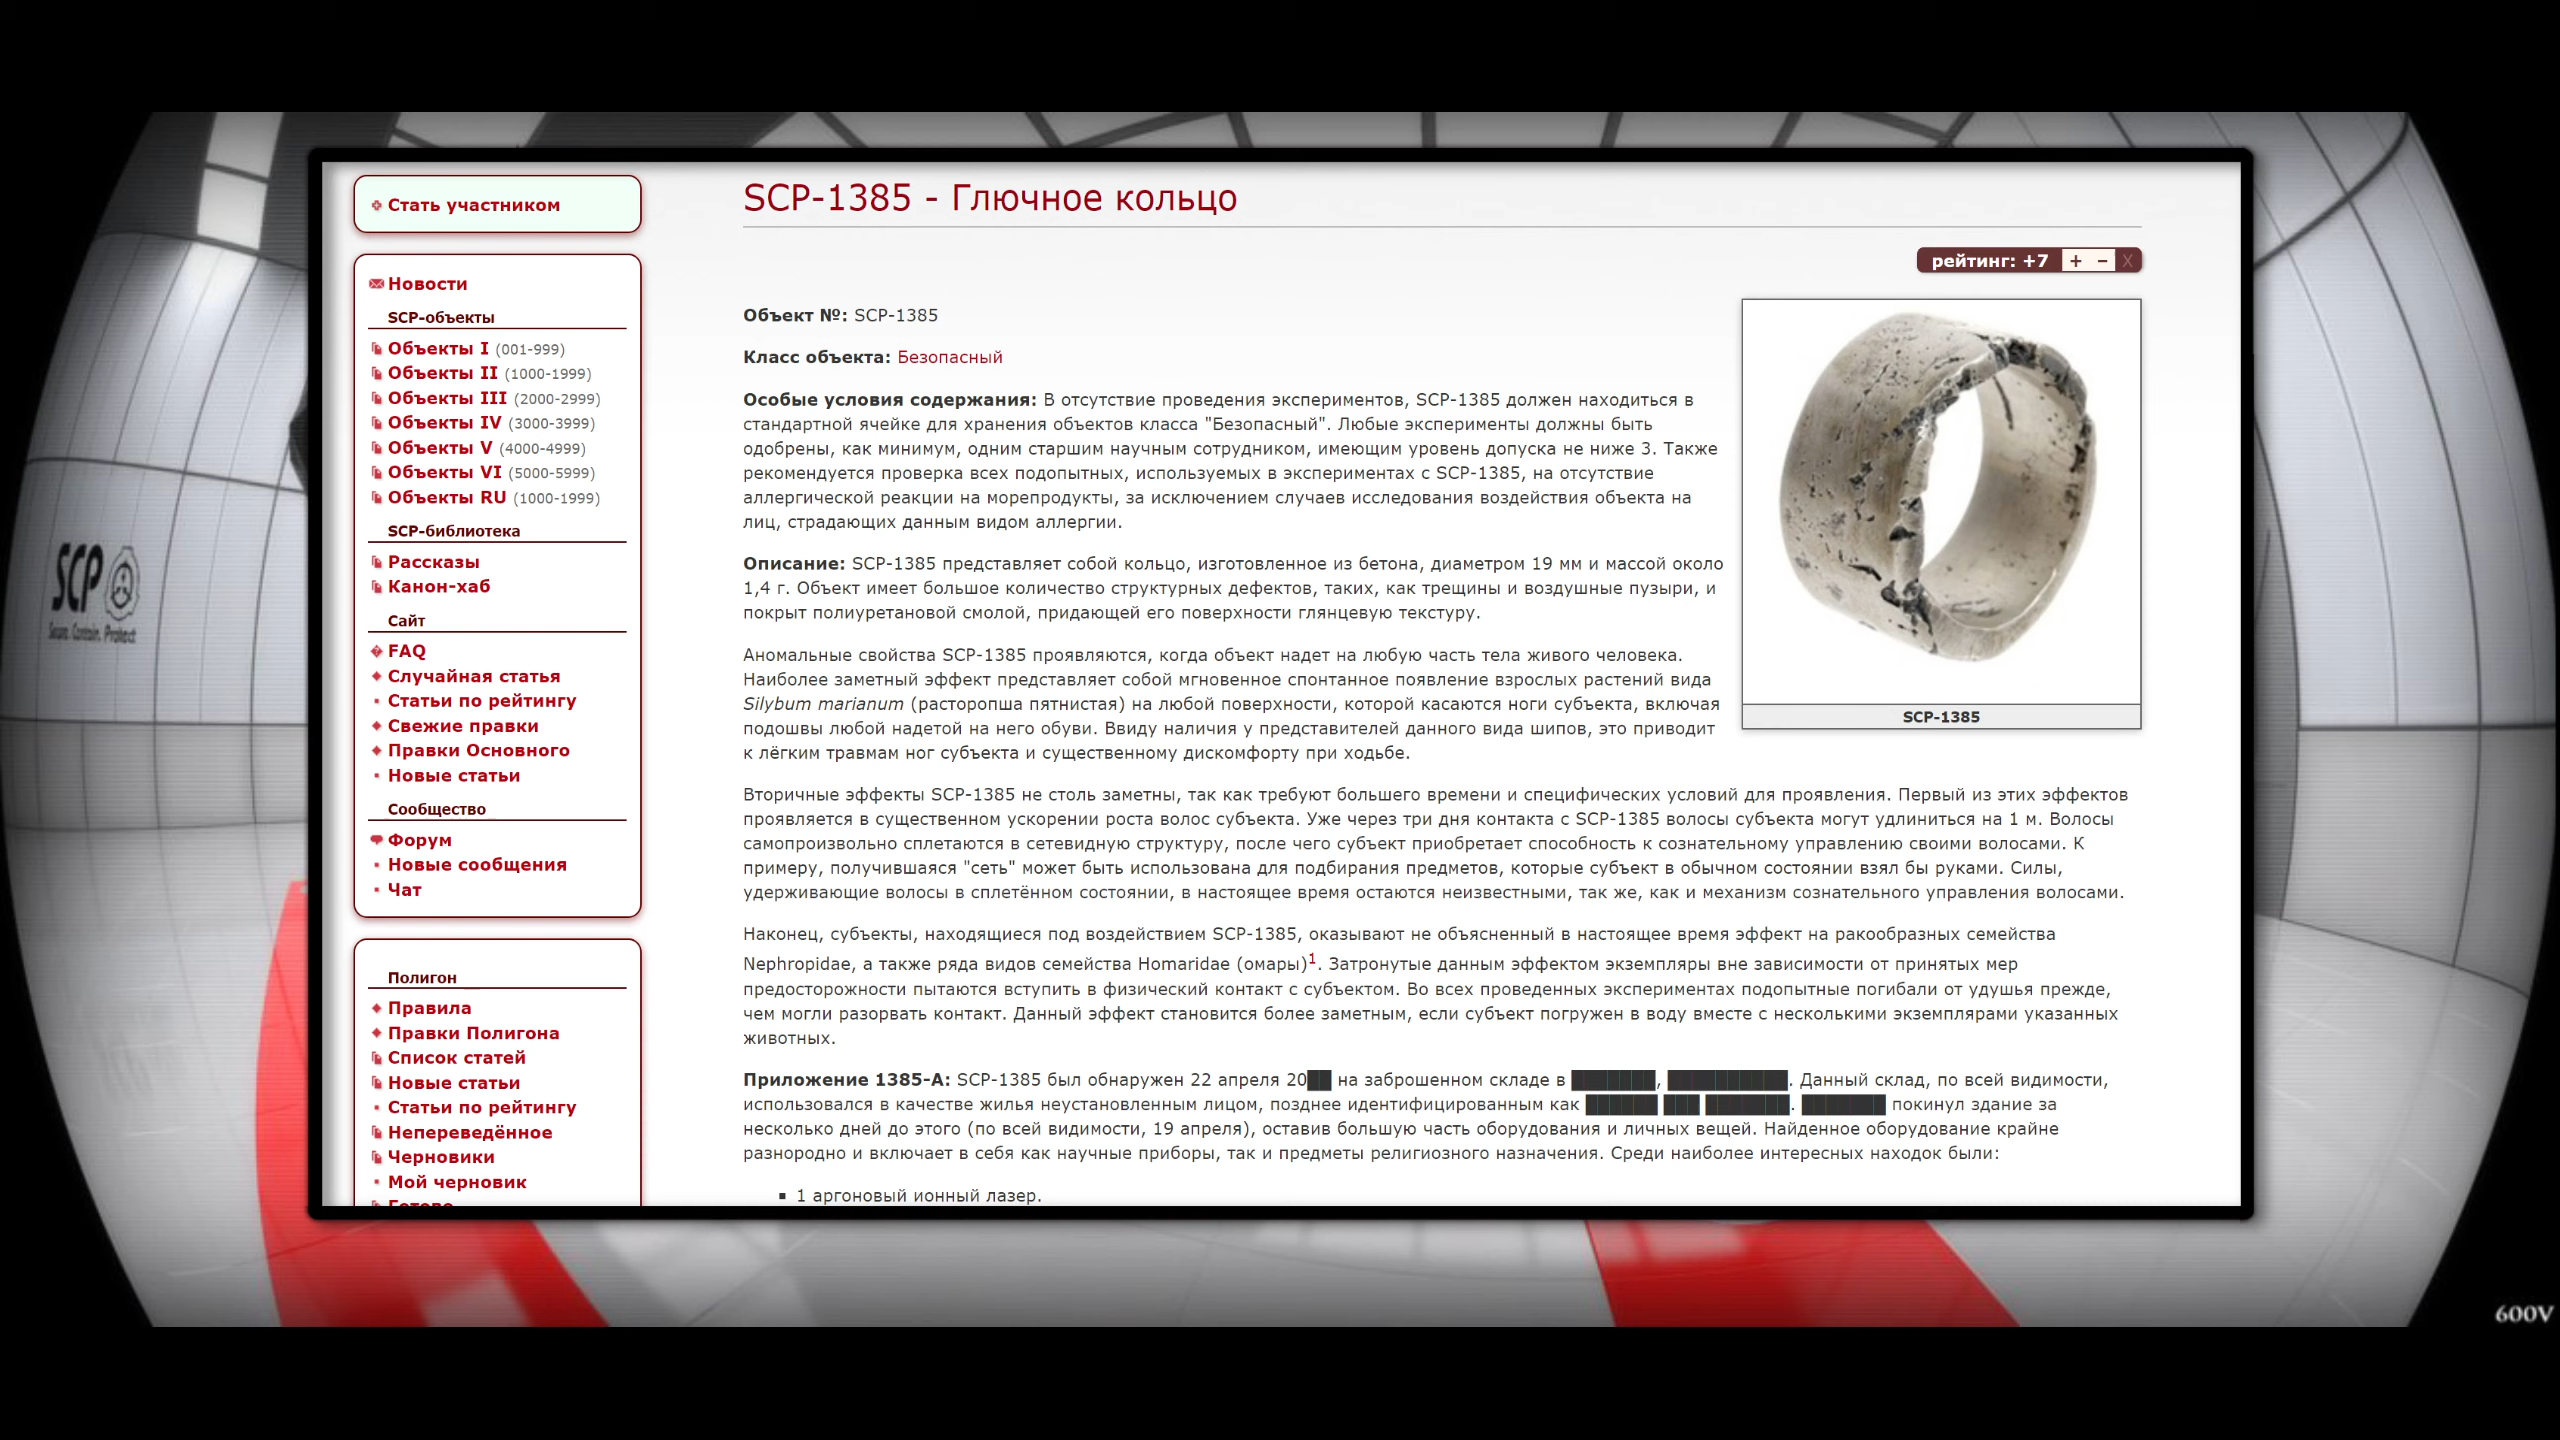 Стать участником
Новости
SCP-объекты
Объекты I (001-999)
Объекты II (1000-1999)
Объекты III (2000-2999)
Объекты IV (3000-3999)
Объекты V (4000-4999)
Объекты VI (5000-5999)
Объекты RU (1000-1999)
SCP-библиотека
Рассказы
Канон-хаб
Сайт
FAQ
Случайная статья
Статьи по рейтингу
Свежие правки
Правки Основного
Новые статьи
Сообщество
Форум
Новые сообщения
Чат
Полигон
Правила
Правки Полигона
Список статей
Новые статьи
Статьи по рейтингу
Непереведённое
Черновики
Мой черновик
SCP-1385 - Глючное кольцо
рейтинг: +7 + – X
Объект №: SCP-1385
Класс объекта: Безопасный
Особые условия содержания: В отсутствие проведения экспериментов, SCP-1385 должен находиться в
стандартной ячейке для хранения объектов класса "Безопасный". Любые эксперименты должны быть
одобрены, как минимум, одним старшим научным сотрудником, имеющим уровень допуска не ниже 3. Также
рекомендуется проверка всех подопытных, используемых в экспериментах с SCP-1385, на отсутствие
аллергической реакции на морепродукты, за исключением случаев исследования воздействия объекта на
лиц, страдающих данным видом аллергии.
Описание: SCP-1385 представляет собой кольцо, изготовленное из бетона, диаметром 19 мм и массой около
1,4 г. Объект имеет большое количество структурных дефектов, таких, как трещины и воздушные пузыри, и
покрыт полиуретановой смолой, придающей его поверхности глянцевую текстуру.
Аномальные свойства SCP-1385 проявляются, когда объект надет на любую часть тела живого человека.
Наиболее заметный эффект представляет собой мгновенное спонтанное появление взрослых растений вида
Silybum marianum (расторопша пятнистая) на любой поверхности, которой касаются ноги субъекта, включая
подошвы любой надетой на него обуви. Ввиду наличия у представителей данного вида шипов, это приводит
к лёгким травмам ног субъекта и существенному дискомфорту при ходьбе.
SCP-1385
Вторичные эффекты SCP-1385 не столь заметны, так как требуют большего времени и специфических условий для проявления. Первый из этих эффектов
проявляется в существенном ускорении роста волос субъекта. Уже через три дня контакта с SCP-1385 волосы субъекта могут удлиниться на 1 м. Волосы
самопроизвольно сплетаются в сетевидную структуру, после чего субъект приобретает способность к сознательному управлению своими волосами. К
примеру, получившаяся "сеть" может быть использована для подбирания предметов, которые субъект в обычном состоянии взял бы руками. Силы,
удерживающие волосы в сплетённом состоянии, в настоящее время остаются неизвестными, так же, как и механизм сознательного управления волосами.
Наконец, субъекты, находящиеся под воздействием SCP-1385, оказывают не объясненный в настоящее время эффект на ракообразных семейства
Nephropidae, а также ряда видов семейства Homaridae (омары)1. Затронутые данным эффектом экземпляры вне зависимости от принятых мер
предосторожности пытаются вступить в физический контакт с субъектом. Во всех проведенных экспериментах подопытные погибали от удушья прежде,
чем могли разорвать контакт. Данный эффект становится более заметным, если субъект погружен в воду вместе с несколькими экземплярами указанных
животных.
Приложение 1385-А: SCP-1385 был обнаружен 22 апреля 20██ на заброшенном складе в ███████, ██████████. Данный склад, по всей видимости,
использовался в качестве жилья неустановленным лицом, позднее идентифицированным как ██████ ███ ███████. ███████ покинул здание за
несколько дней до этого (по всей видимости, 19 апреля), оставив большую часть оборудования и личных вещей. Найденное оборудование крайне
разнородно и включает в себя как научные приборы, так и предметы религиозного назначения. Среди наиболее интересных находок были:
1 аргоновый ионный лазер.
SCP
Secure. Contain. Protect
600V